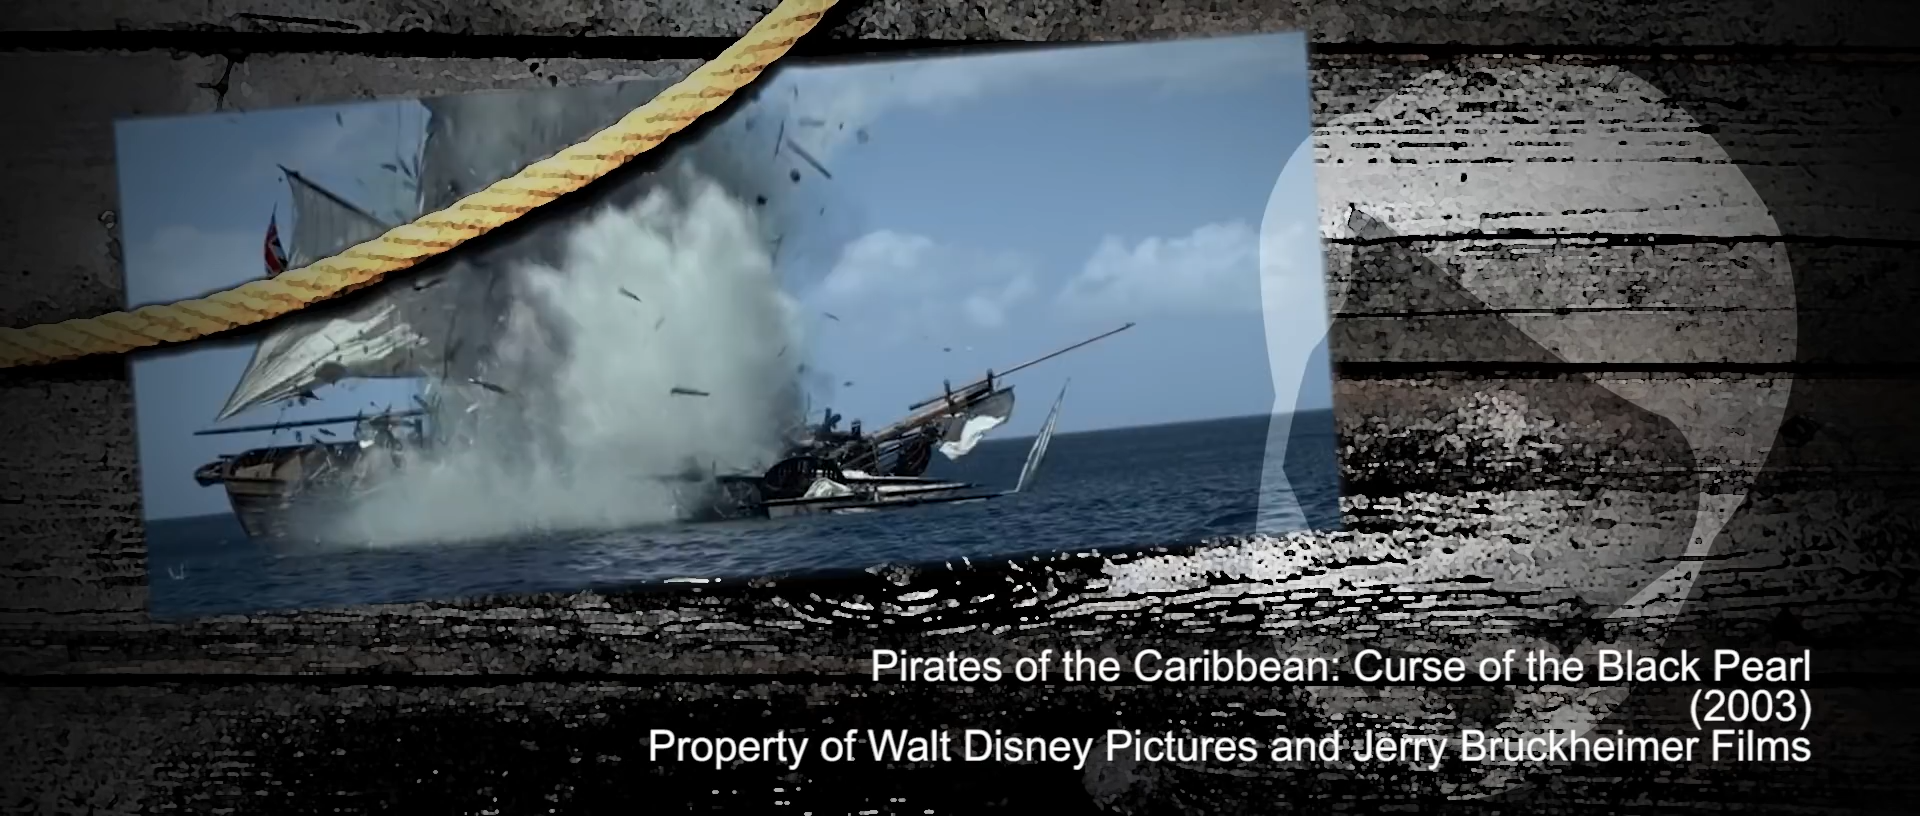 Pirates of the Caribbean: Curse of the Black Pearl
(2003)
Property of Walt Disney Pictures and Jerry Bruckheimer Films